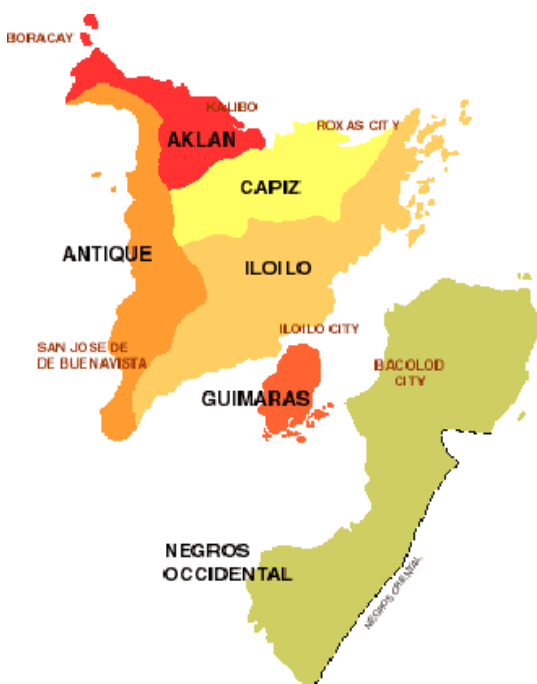 BORACAY
KALIBO
ROXAS CITY
AKLAN
CAPIZ
ANTIQUE
ILOILO
ILOILO CITY
SAN JOSE DE
DE BUENAVISTA
BACOLOD
CITY
GUIMARAS
NEGROS
OCCIDENTAL
NEGROS ORIENTAL